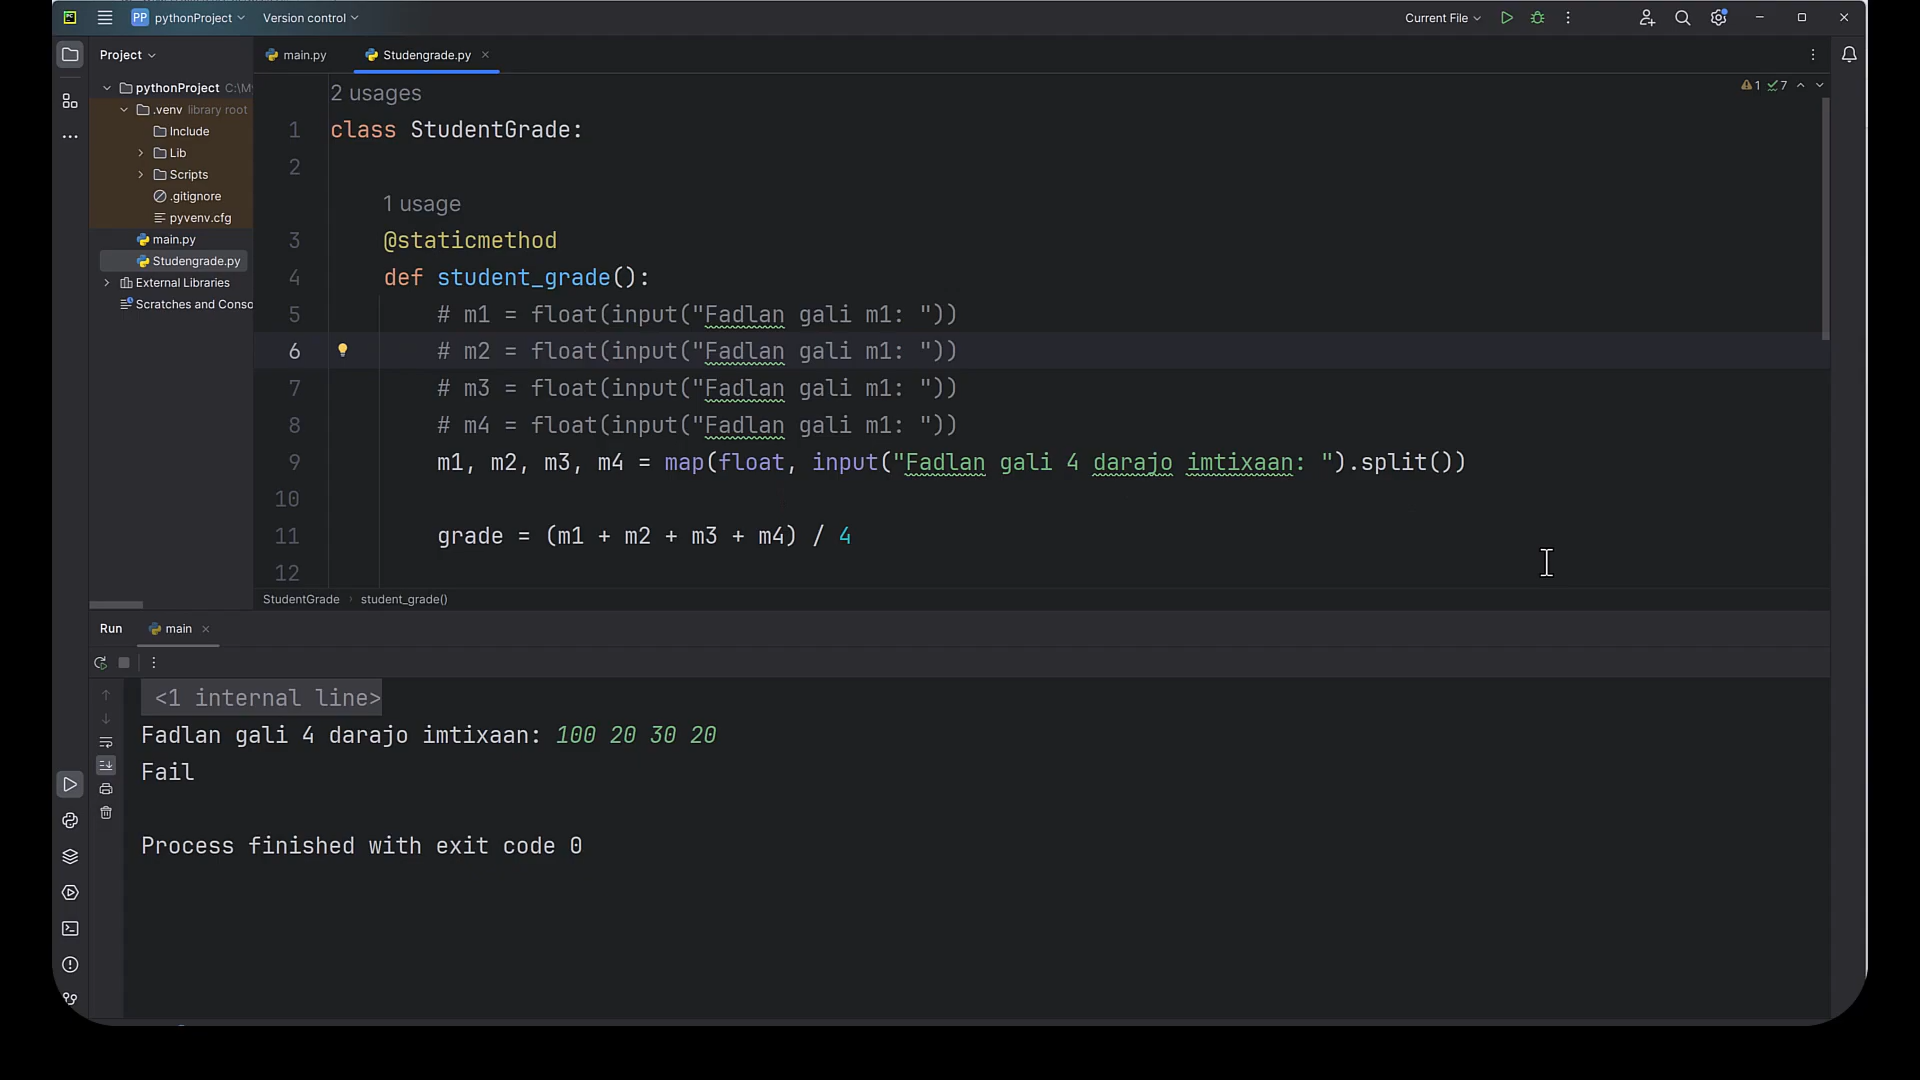 PP pythonProject Version control Current File
Project main.py Studengrade.py
pythonProject C:\My
.venv library root
Include
Lib
Scripts
.gitignore
pyvenv.cfg
main.py
Studengrade.py
External Libraries
Scratches and Conso
1 7
2 usages
1 class StudentGrade:
2
1 usage
3 @staticmethod
4 def student_grade():
5 # m1 = float(input("Fadlan gali m1: "))
6 # m2 = float(input("Fadlan gali m1: "))
7 # m3 = float(input("Fadlan gali m1: "))
8 # m4 = float(input("Fadlan gali m1: "))
9 m1, m2, m3, m4 = map(float, input("Fadlan gali 4 darajo imtixaan: ").split())
10
11 grade = (m1 + m2 + m3 + m4) / 4
12
StudentGrade › student_grade()
Run main
<1 internal line>
Fadlan gali 4 darajo imtixaan: 100 20 30 20
Fail
Process finished with exit code 0